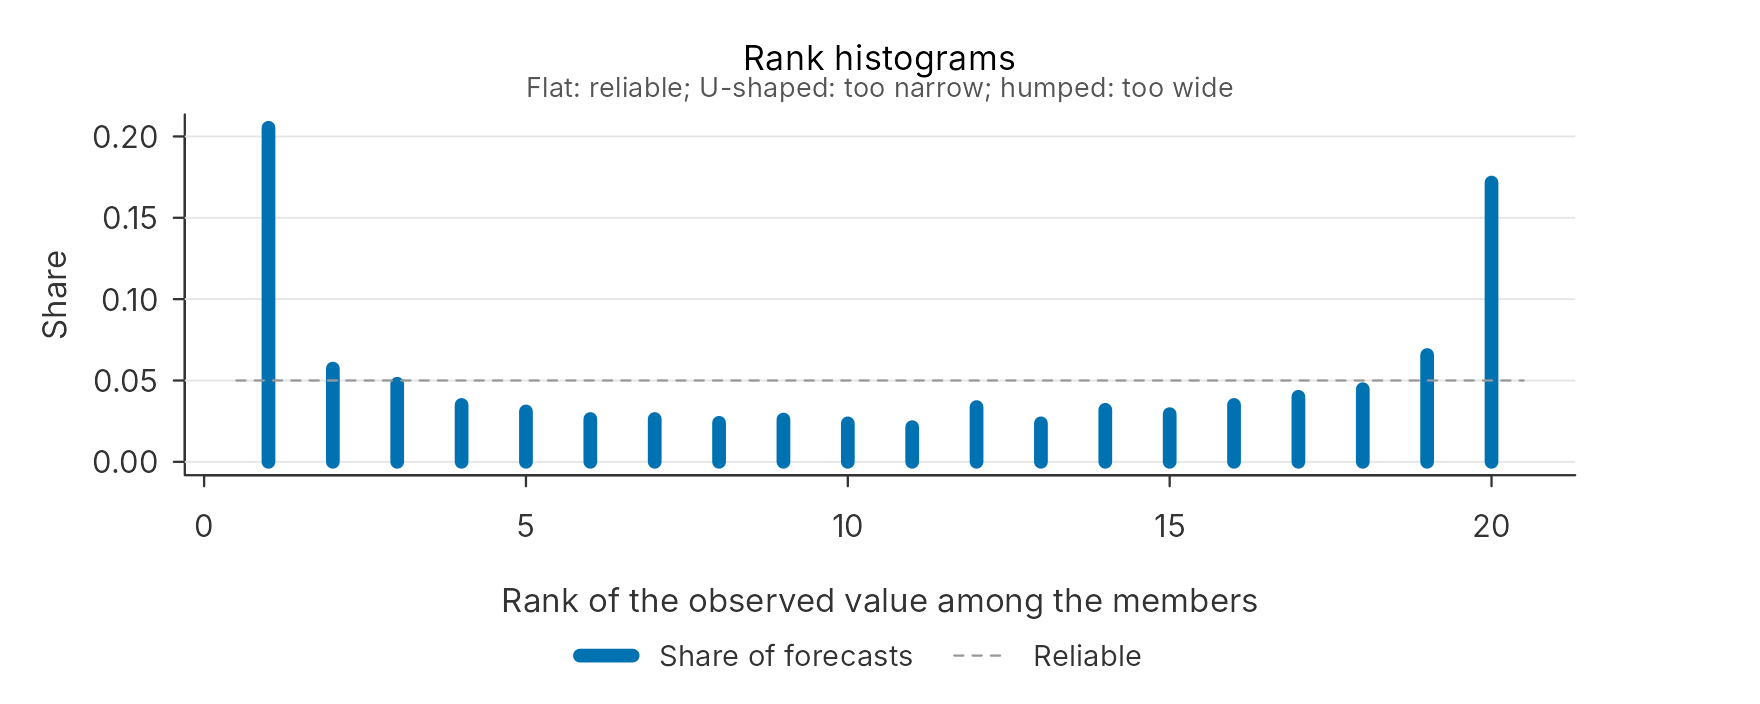 Rank histograms
Flat: reliable; U-shaped: too narrow; humped: too wide
Share
0.20
0.15
0.10
0.05
0.00
0 5 10 15 20
Rank of the observed value among the members
Share of forecasts Reliable